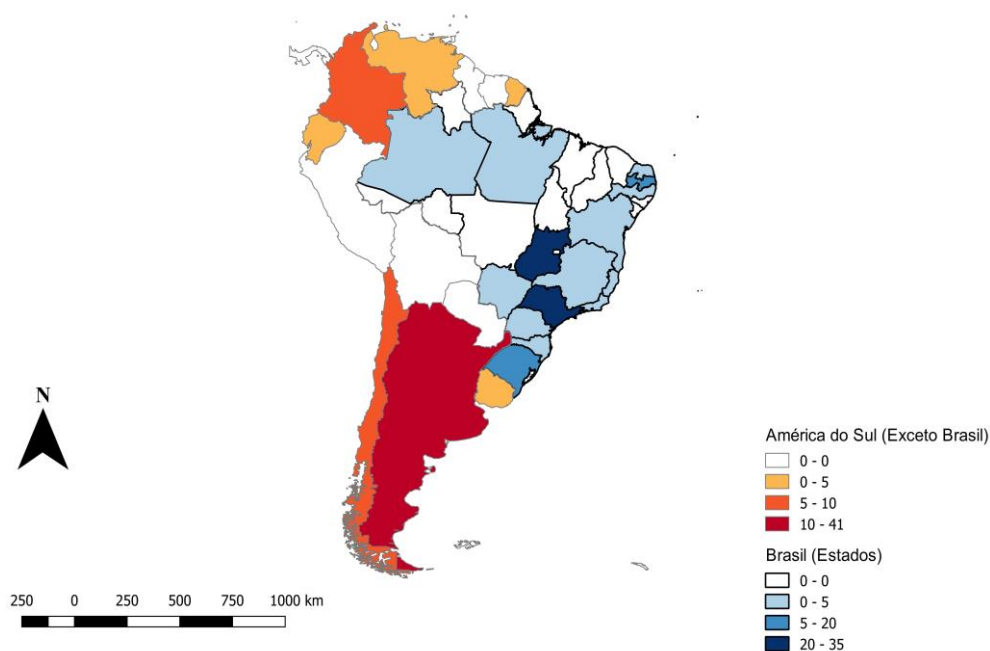 N
250 0 250 500 750 1000 km
América do Sul (Exceto Brasil)
0 - 0
0 - 5
5 - 10
10 - 41
Brasil (Estados)
0 - 0
0 - 5
5 - 20
20 - 35